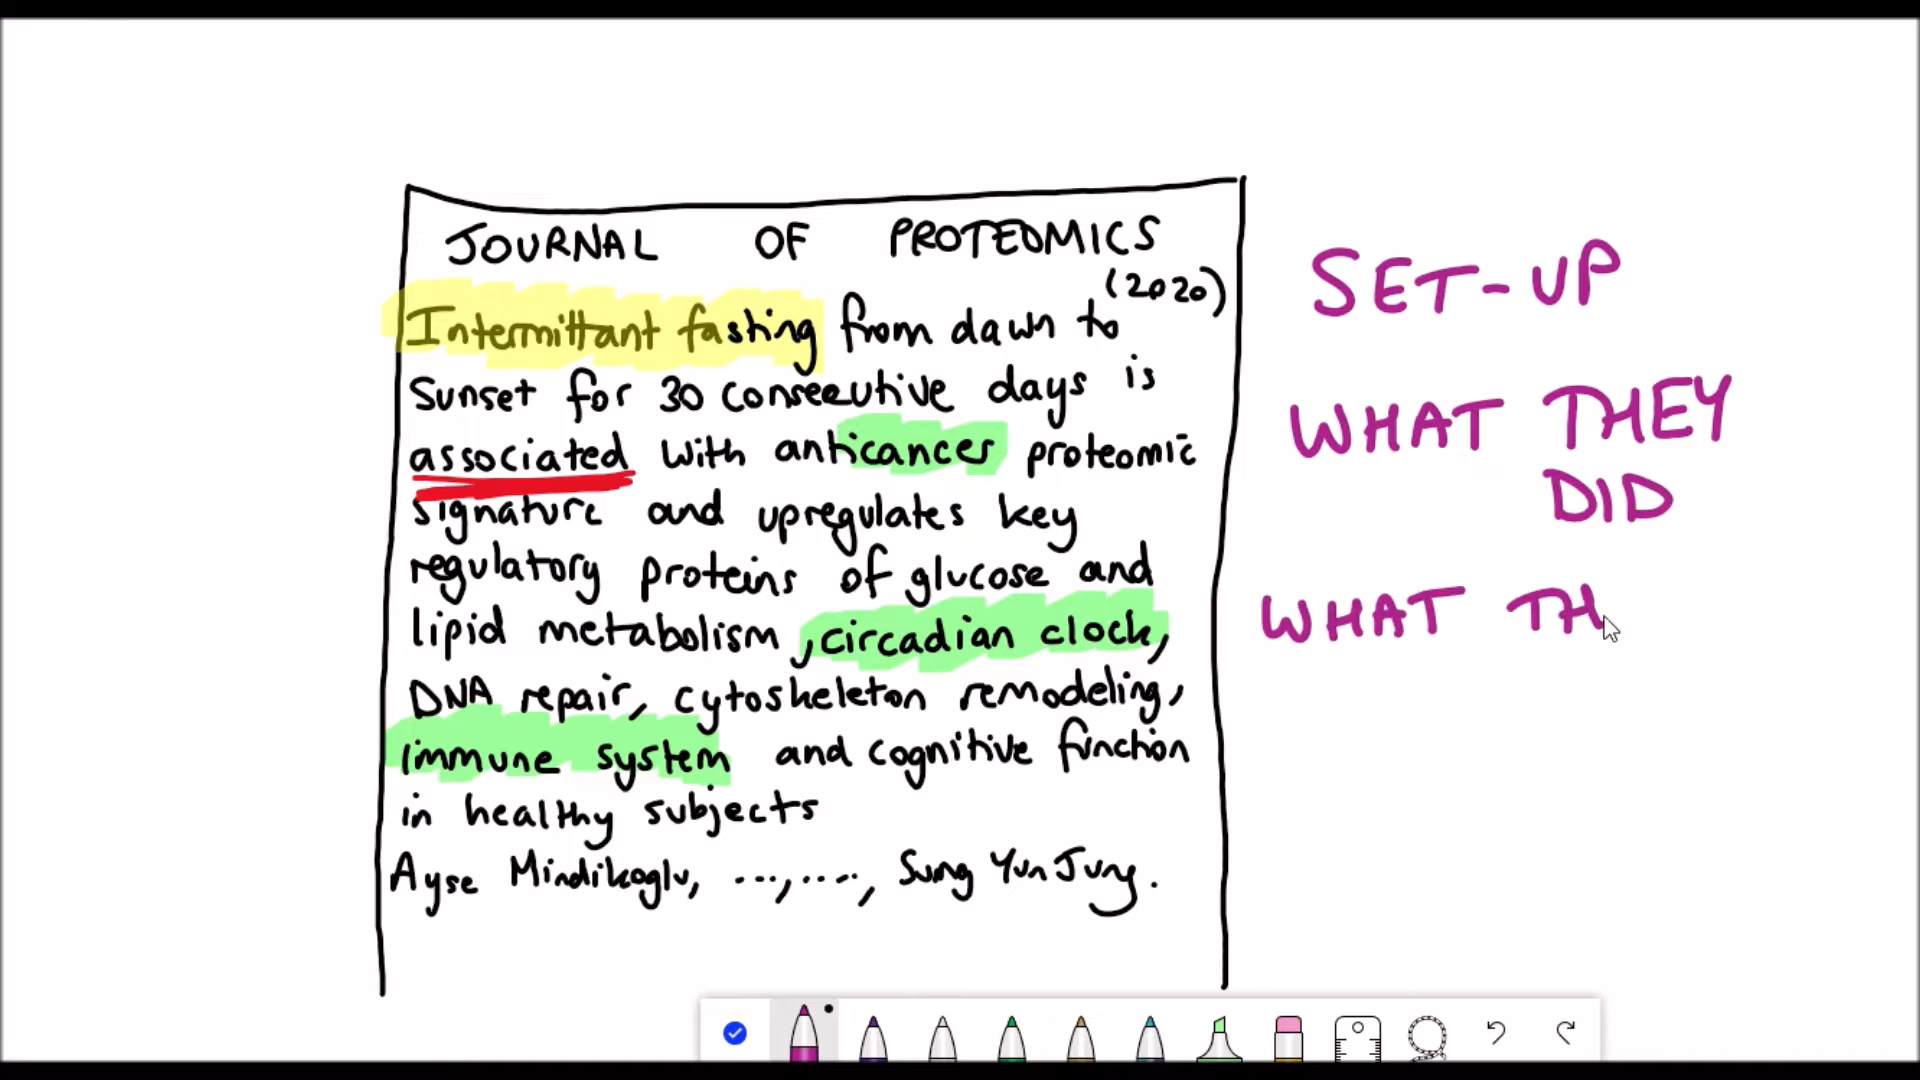 JOURNAL OF PROTEOMICS
(2020)
Intermittant fasting from dawn to
Sunset for 30 consecutive days is
associated with anticancer proteomic
signature and upregulates key
regulatory proteins of glucose and
lipid metabolism, circadian clock,
DNA repair, cytoskeleton remodeling,
immune system and cognitive function
in healthy subjects
Ayse Mindikoglu, ...,...., Sung Yun Jung.
SET-UP
WHAT THEY
DID
WHAT TH